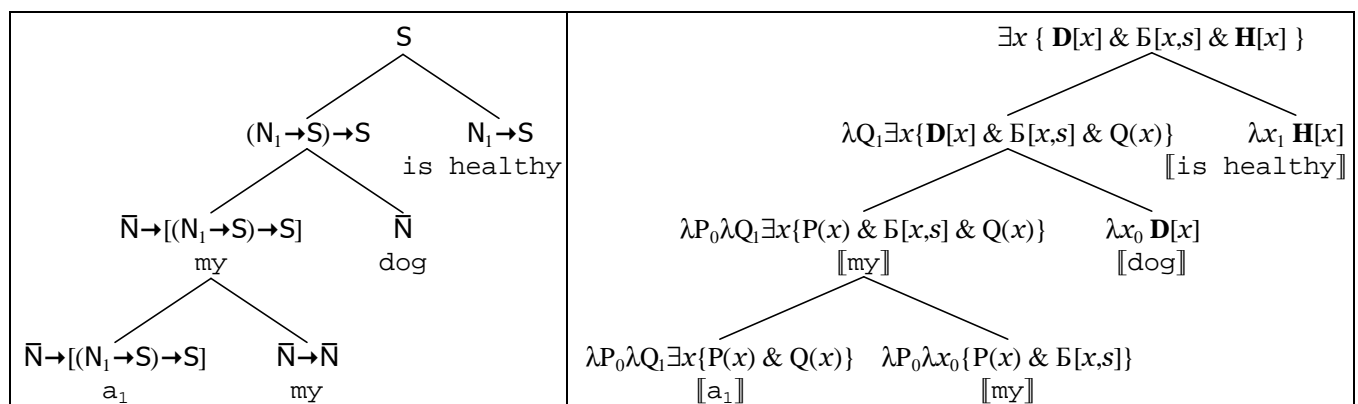 S
(N₁→S)→S N₁→S
is healthy
N̄→[(N₁→S)→S] N̄
my dog
N̄→[(N₁→S)→S] N̄→N̄
a₁ my
∃x { D[x] & Б[x,s] & H[x] }
λQ₁∃x{D[x] & Б[x,s] & Q(x)} λx₁ H[x]
⟦is healthy⟧
λP₀λQ₁∃x{P(x) & Б[x,s] & Q(x)} λx₀ D[x]
⟦my⟧ ⟦dog⟧
λP₀λQ₁∃x{P(x) & Q(x)} λP₀λx₀{P(x) & Б[x,s]}
⟦a₁⟧ ⟦my⟧